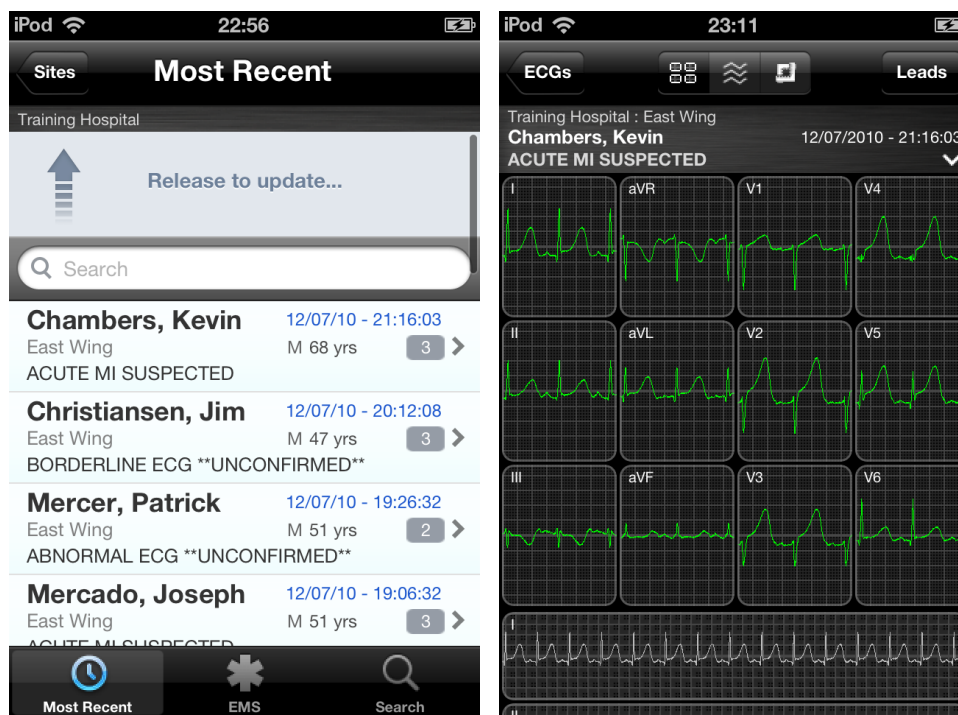 iPod 22:56
Sites Most Recent
Training Hospital
Release to update...
Search
Chambers, Kevin 12/07/10 - 21:16:03
East Wing M 68 yrs 3
ACUTE MI SUSPECTED
Christiansen, Jim 12/07/10 - 20:12:08
East Wing M 47 yrs 3
BORDERLINE ECG **UNCONFIRMED**
Mercer, Patrick 12/07/10 - 19:26:32
East Wing M 51 yrs 2
ABNORMAL ECG **UNCONFIRMED**
Mercado, Joseph 12/07/10 - 19:06:32
East Wing M 51 yrs 3
ACUTE MI SUSPECTED
Most Recent EMS Search
iPod 23:11
ECGs Leads
Training Hospital : East Wing
Chambers, Kevin 12/07/2010 - 21:16:03
ACUTE MI SUSPECTED
I aVR V1 V4
II aVL V2 V5
III aVF V3 V6
I
II